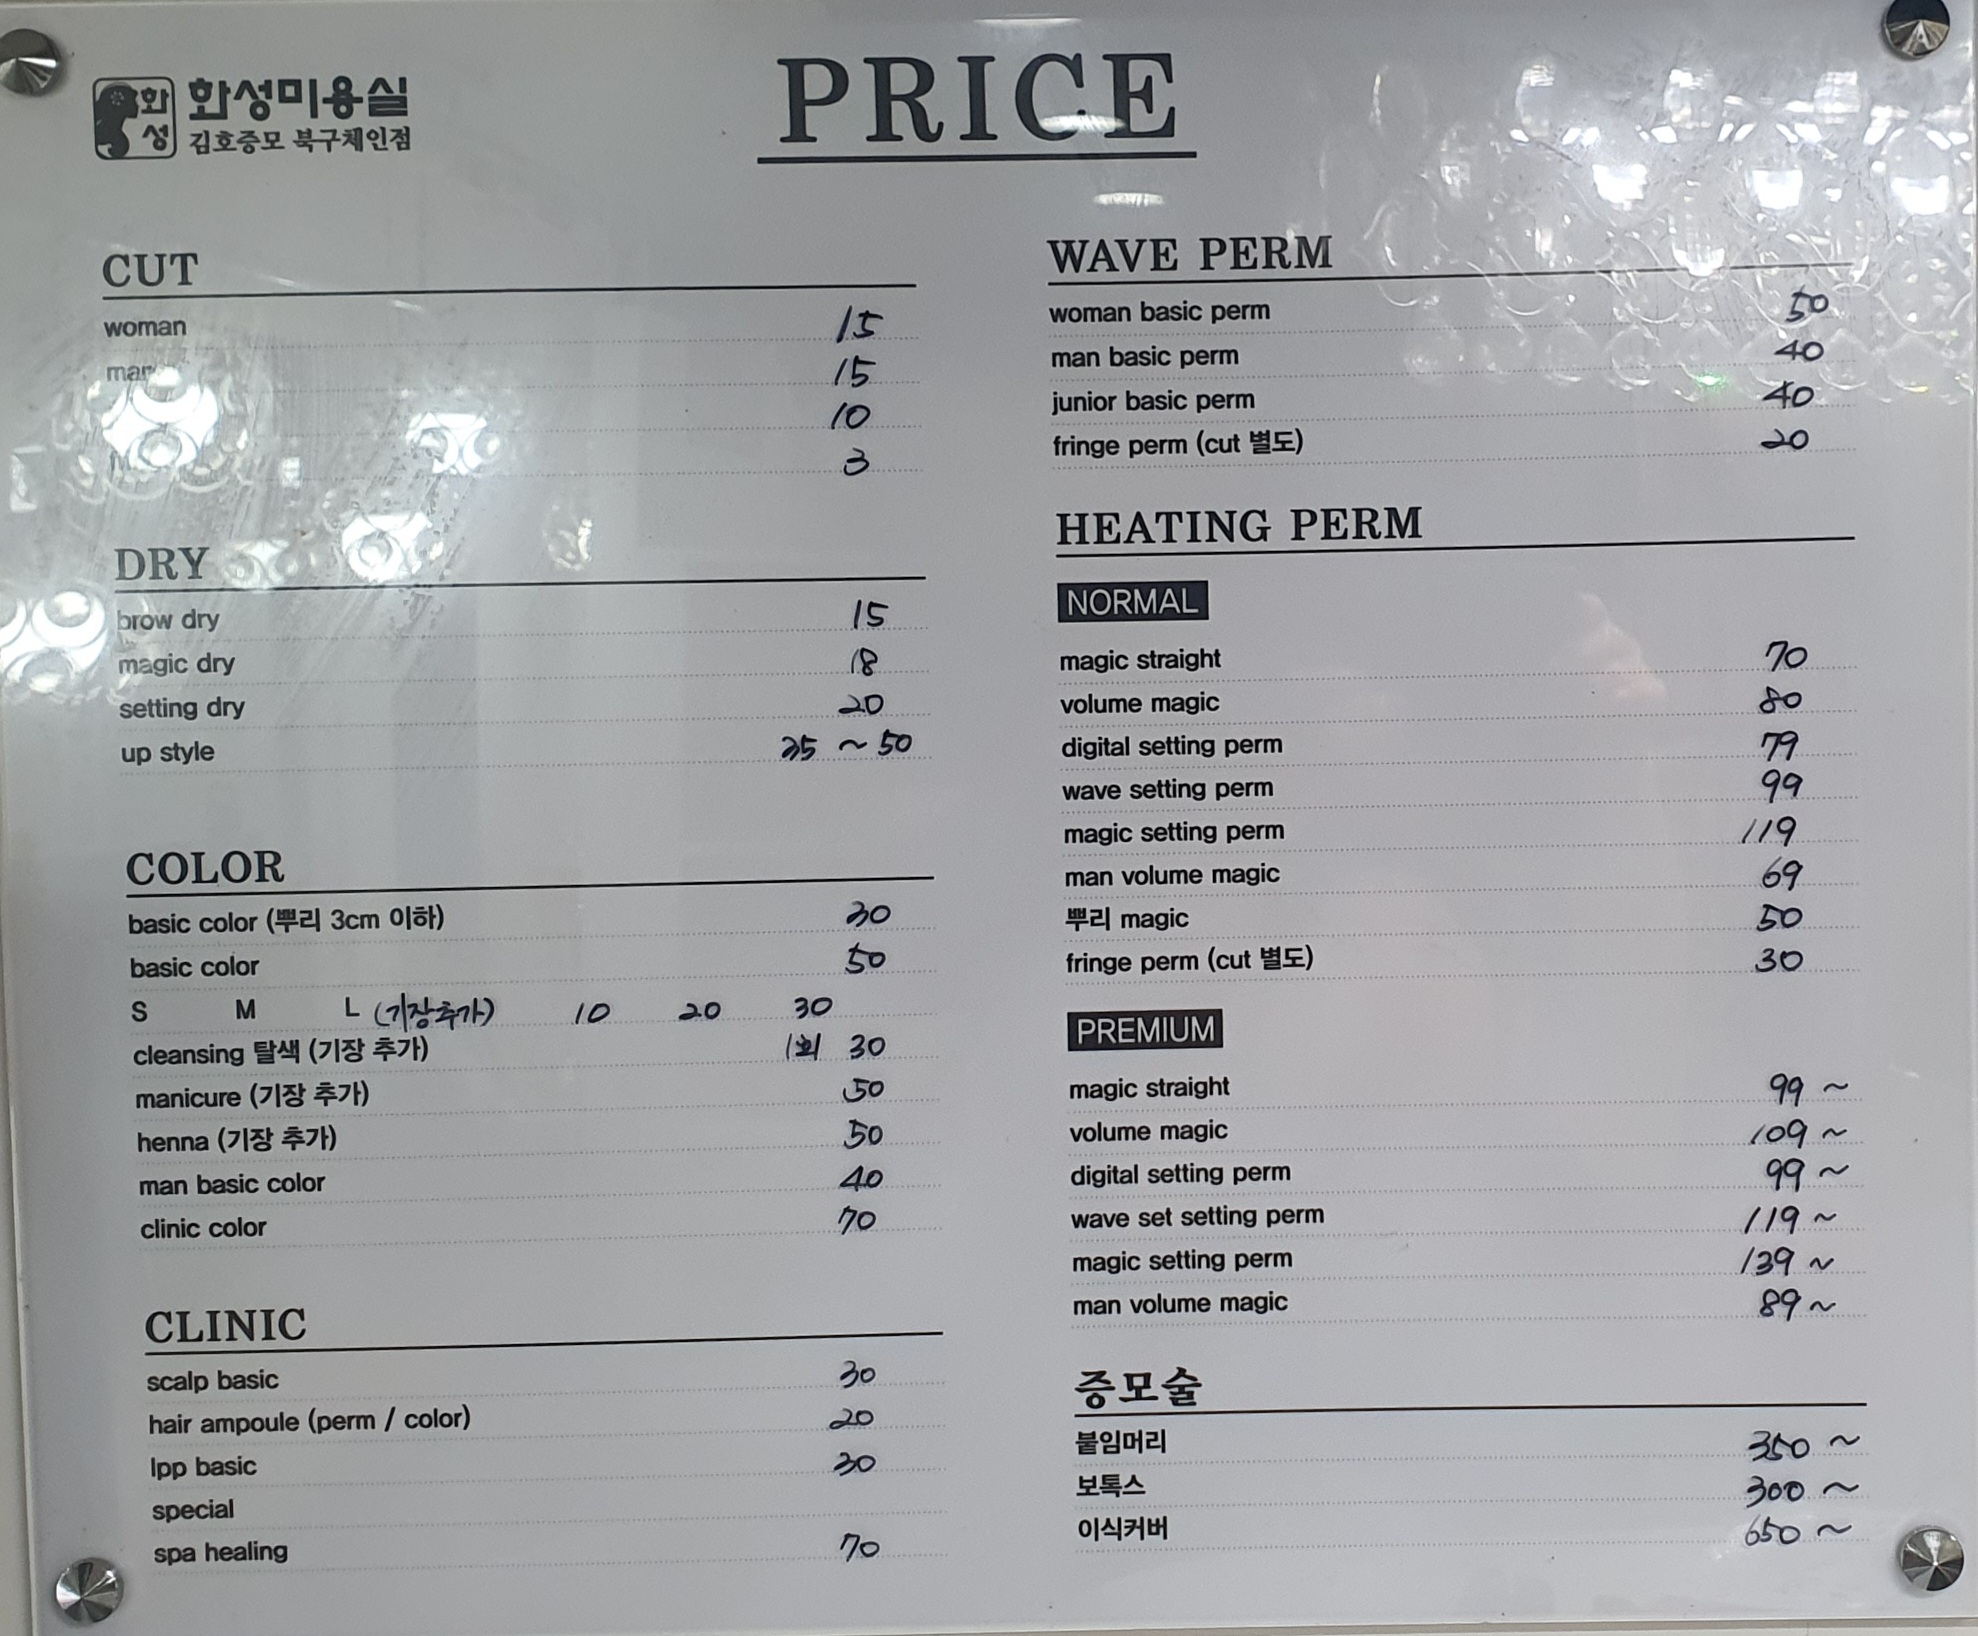 화성
화성미용실
김호증모 북구체인점
PRICE
CUT
woman 15
man 15
10
3
DRY
brow dry 15
magic dry 18
setting dry 20
up style 35 ~ 50
COLOR
basic color (뿌리 3cm 이하) 30
basic color 50
S M L (기장추가) 10 20 30
cleansing 탈색 (기장 추가) 1회 30
manicure (기장 추가) 50
henna (기장 추가) 50
man basic color 40
clinic color 70
CLINIC
scalp basic 30
hair ampoule (perm / color) 20
lpp basic 30
special
spa healing 70
WAVE PERM
woman basic perm 50
man basic perm 40
junior basic perm 40
fringe perm (cut 별도) 20
HEATING PERM
NORMAL
magic straight 70
volume magic 80
digital setting perm 79
wave setting perm 99
magic setting perm 119
man volume magic 69
뿌리 magic 50
fringe perm (cut 별도) 30
PREMIUM
magic straight 99 ~
volume magic 109 ~
digital setting perm 99 ~
wave set setting perm 119 ~
magic setting perm 139 ~
man volume magic 89 ~
증모술
붙임머리 350 ~
보톡스 300 ~
이식커버 650 ~